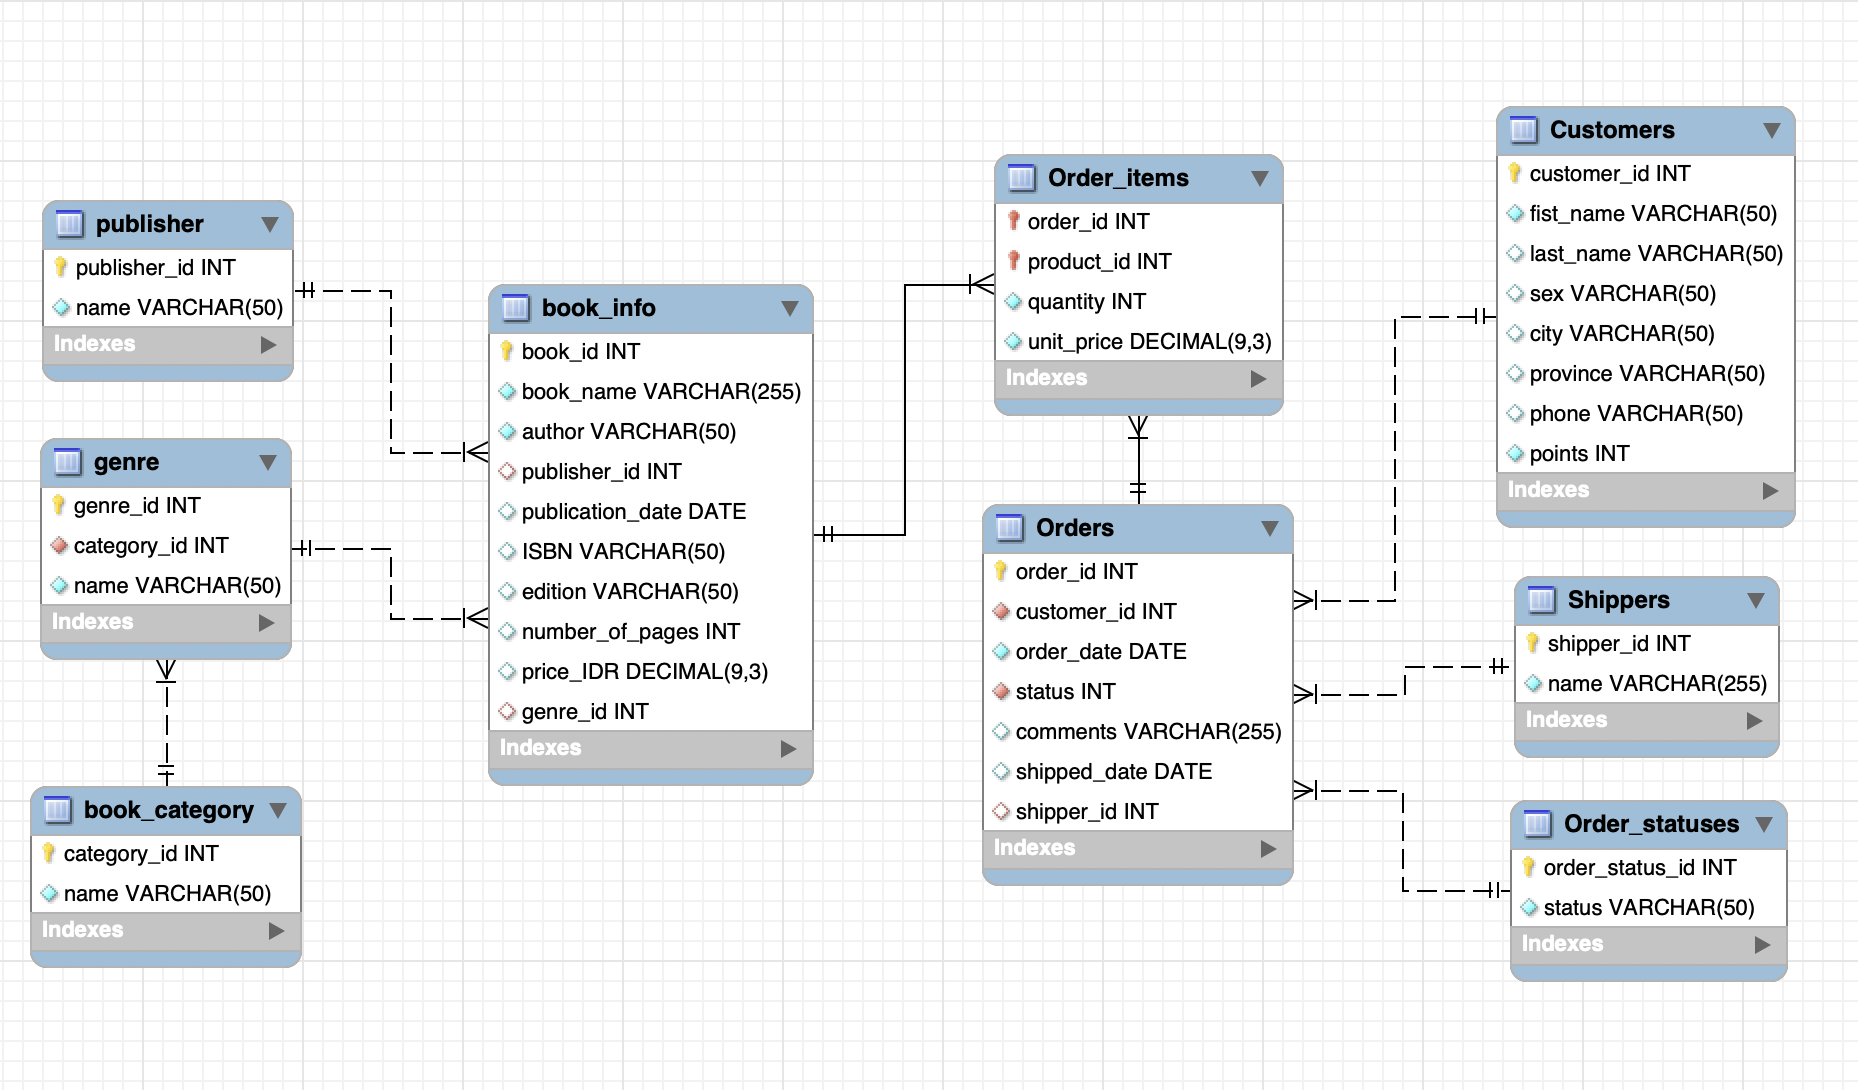 publisher
publisher_id INT
name VARCHAR(50)
Indexes
genre
genre_id INT
category_id INT
name VARCHAR(50)
Indexes
book_category
category_id INT
name VARCHAR(50)
Indexes
book_info
book_id INT
book_name VARCHAR(255)
author VARCHAR(50)
publisher_id INT
publication_date DATE
ISBN VARCHAR(50)
edition VARCHAR(50)
number_of_pages INT
price_IDR DECIMAL(9,3)
genre_id INT
Indexes
Order_items
order_id INT
product_id INT
quantity INT
unit_price DECIMAL(9,3)
Indexes
Orders
order_id INT
customer_id INT
order_date DATE
status INT
comments VARCHAR(255)
shipped_date DATE
shipper_id INT
Indexes
Customers
customer_id INT
fist_name VARCHAR(50)
last_name VARCHAR(50)
sex VARCHAR(50)
city VARCHAR(50)
province VARCHAR(50)
phone VARCHAR(50)
points INT
Indexes
Shippers
shipper_id INT
name VARCHAR(255)
Indexes
Order_statuses
order_status_id INT
status VARCHAR(50)
Indexes